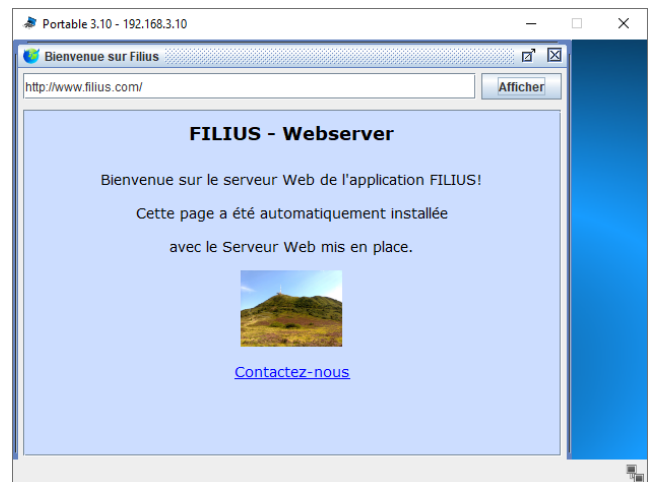 Portable 3.10 - 192.168.3.10
Bienvenue sur Filius
http://www.filius.com/
Afficher
FILIUS - Webserver
Bienvenue sur le serveur Web de l'application FILIUS!
Cette page a été automatiquement installée
avec le Serveur Web mis en place.
Contactez-nous